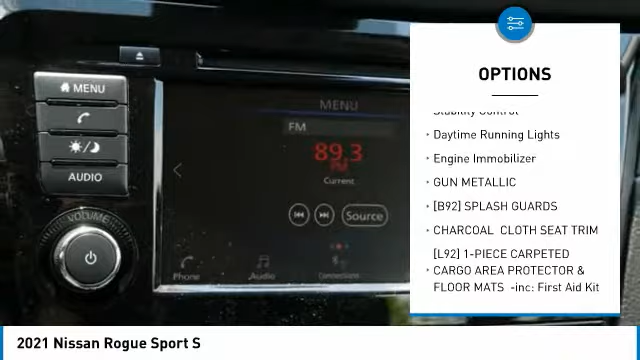 MENU
AUDIO
VOLUME
MENU
FM
89.3
Current
Source
Phone
Audio
Connections
OPTIONS
Stability Control
Daytime Running Lights
Engine Immobilizer
GUN METALLIC
[B92] SPLASH GUARDS
CHARCOAL CLOTH SEAT TRIM
[L92] 1-PIECE CARPETED
CARGO AREA PROTECTOR &
FLOOR MATS -inc: First Aid Kit
2021 Nissan Rogue Sport S